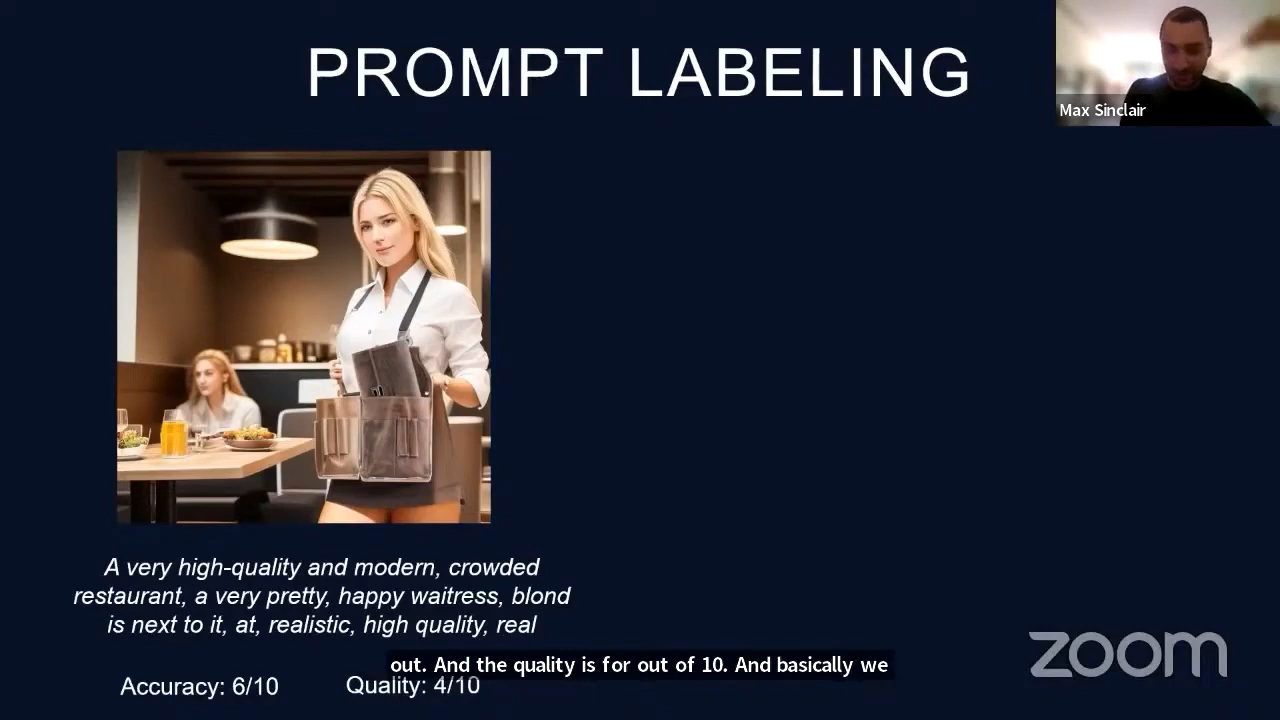 PROMPT LABELING
Max Sinclair
A very high-quality and modern, crowded
restaurant, a very pretty, happy waitress, blond
is next to it, at, realistic, high quality, real
out. And the quality is for out of 10. And basically we
Accuracy: 6/10
Quality: 4/10
zoom